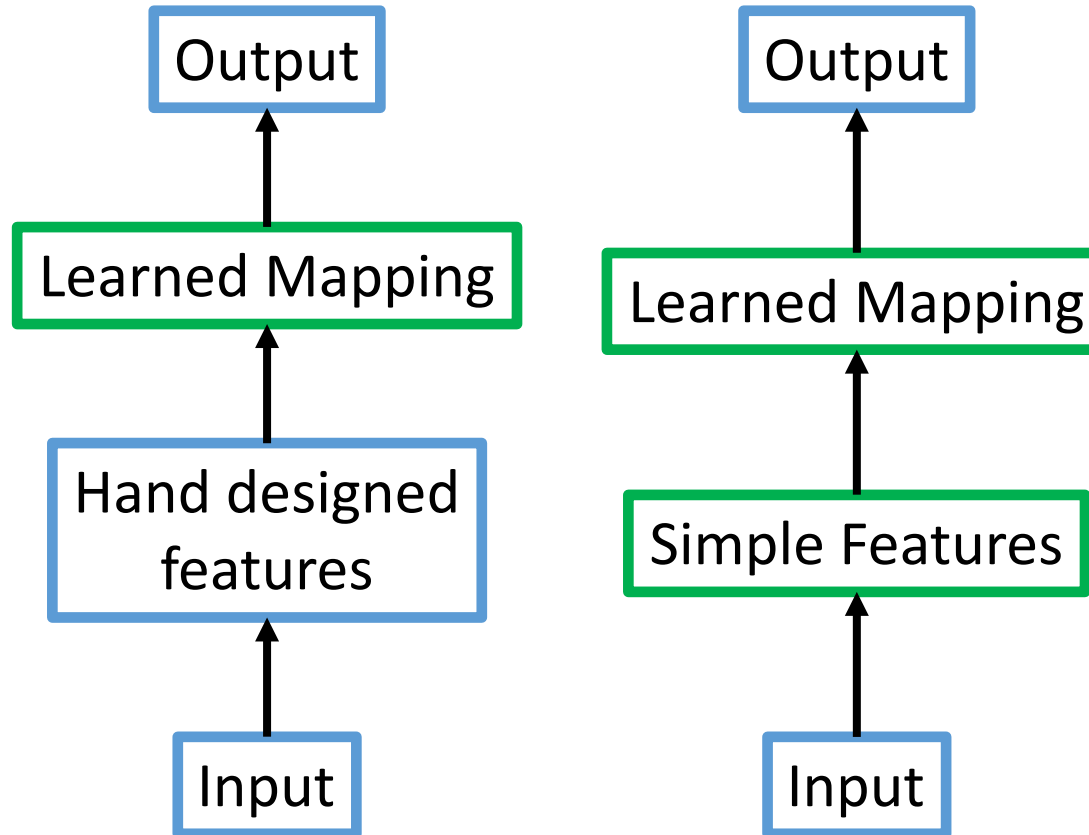 Output
Learned Mapping
Hand designed
features
Input
Output
Learned Mapping
Simple Features
Input